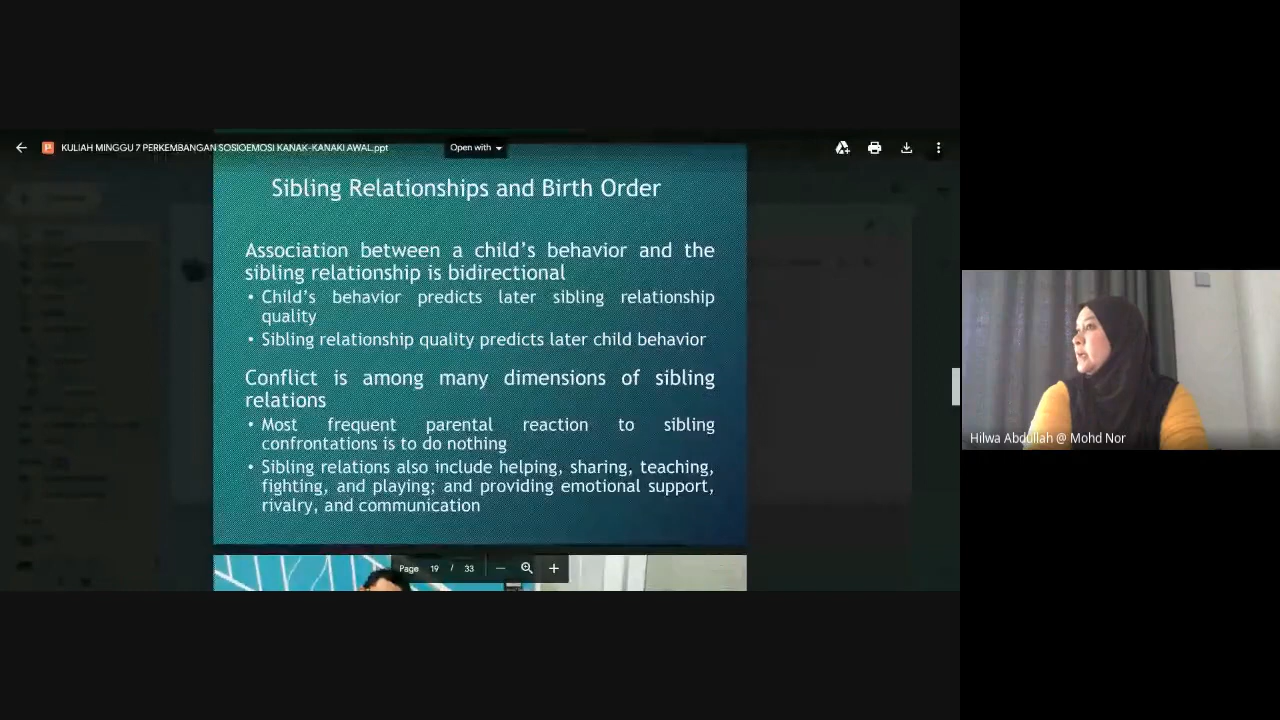 KULIAH MINGGU 7 PERKEMBANGAN SOSIOEMOSI KANAK-KANAKI AWAL.ppt
Open with
Sibling Relationships and Birth Order
Association between a child's behavior and the
sibling relationship is bidirectional
• Child's behavior predicts later sibling relationship
quality
• Sibling relationship quality predicts later child behavior
Conflict is among many dimensions of sibling
relations
• Most frequent parental reaction to sibling
confrontations is to do nothing
• Sibling relations also include helping, sharing, teaching,
fighting, and playing; and providing emotional support,
rivalry, and communication
Page 19 / 33
Hilwa Abdullah @ Mohd Nor